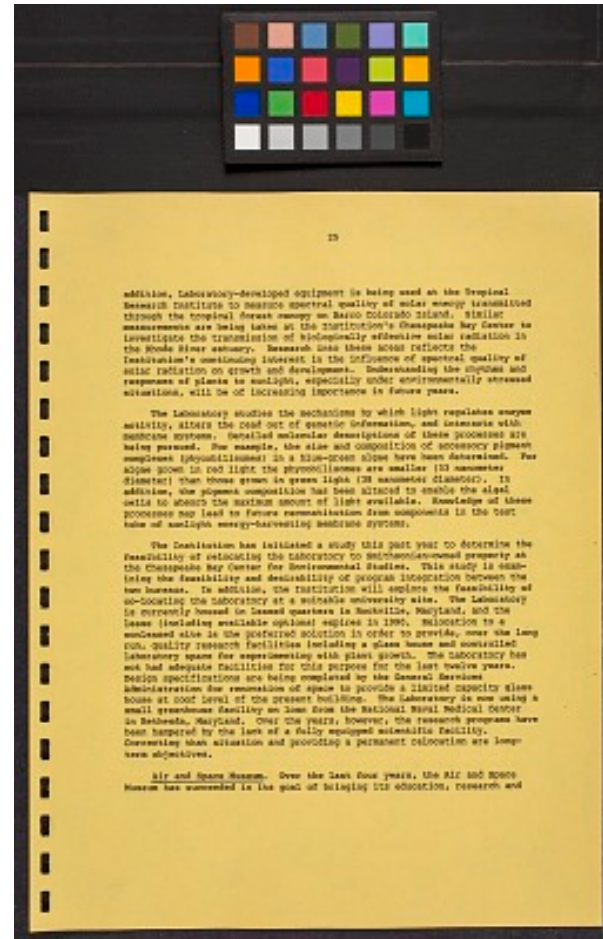 25
addition, Laboratory-developed equipment is being used at the Tropical
Research Institute to measure spectral quality of solar energy transmitted
through the tropical forest canopy on Barro Colorado Island. Similar
measurements are being taken at the Institution's Chesapeake Bay Center to
investigate the transmission of biologically effective solar radiation in
the Rhode River estuary. Research into these areas reflects the
Institution's continuing interest in the influence of spectral quality of
solar radiation on growth and development. Understanding the rhythms and
responses of plants to sunlight, especially under environmentally stressed
situations, will be of increasing importance in future years.
The Laboratory studies the mechanisms by which light regulates enzyme
activity, alters the read out of genetic information, and interacts with
membrane systems. Detailed molecular descriptions of these processes are
being pursued. For example, the size and composition of accessory pigment
complexes (phycobilisomes) in a blue-green algae have been determined. For
algae grown in red light the phycobilisomes are smaller (33 nanometer
diameter) than those grown in green light (38 nanometer diameter). In
addition, the pigment composition has been altered to enable the algal
cells to absorb the maximum amount of light available. Knowledge of these
processes may lead to future reconstitution from components in the test
tube of sunlight energy-harvesting membrane systems.
The Institution has initiated a study this past year to determine the
feasibility of relocating the Laboratory to Smithsonian-owned property at
the Chesapeake Bay Center for Environmental Studies. This study is exam-
ining the feasibility and desirability of program integration between the
two bureaus. In addition, the Institution will explore the feasibility of
co-locating the Laboratory at a suitable university site. The Laboratory
is currently housed in leased quarters in Rockville, Maryland, and the
lease (including available options) expires in 1990. Relocation to a
nonleased site is the preferred solution in order to provide, over the long
run, quality research facilities including a glass house and controlled
laboratory space for experimenting with plant growth. The Laboratory has
not had adequate facilities for this purpose for the last twelve years.
Design specifications are being completed by the General Services
Administration for renovation of space to provide a limited capacity glass
house at roof level of the present building. The Laboratory is now using a
small greenhouse facility on loan from the National Naval Medical Center
in Bethesda, Maryland. Over the years, however, the research programs have
been hampered by the lack of a fully equipped scientific facility.
Correcting that situation and providing a permanent relocation are long-
term objectives.
Air and Space Museum. Over the last four years, the Air and Space
Museum has succeeded in its goal of bringing its education, research and